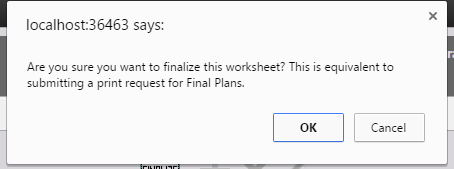 localhost:36463 says:
Are you sure you want to finalize this worksheet? This is equivalent to
submitting a print request for Final Plans.
OK
Cancel